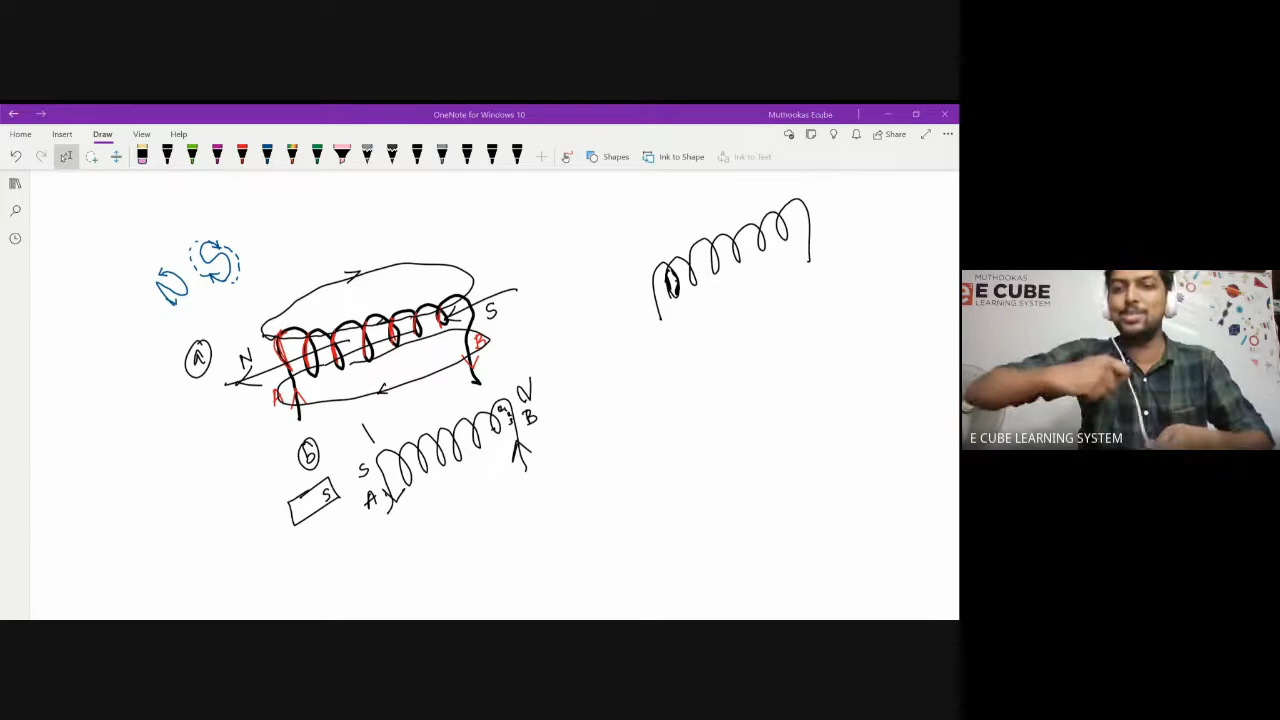 OneNote for Windows 10
Muthookas Ecube
Home Insert Draw View Help
Share
Shapes
Ink to Shape
Ink to Text
N S
a
N
S
A
B
b
S
N
B
S
A
MUTHOOKAS
E CUBE
LEARNING SYSTEM
E CUBE LEARNING SYSTEM